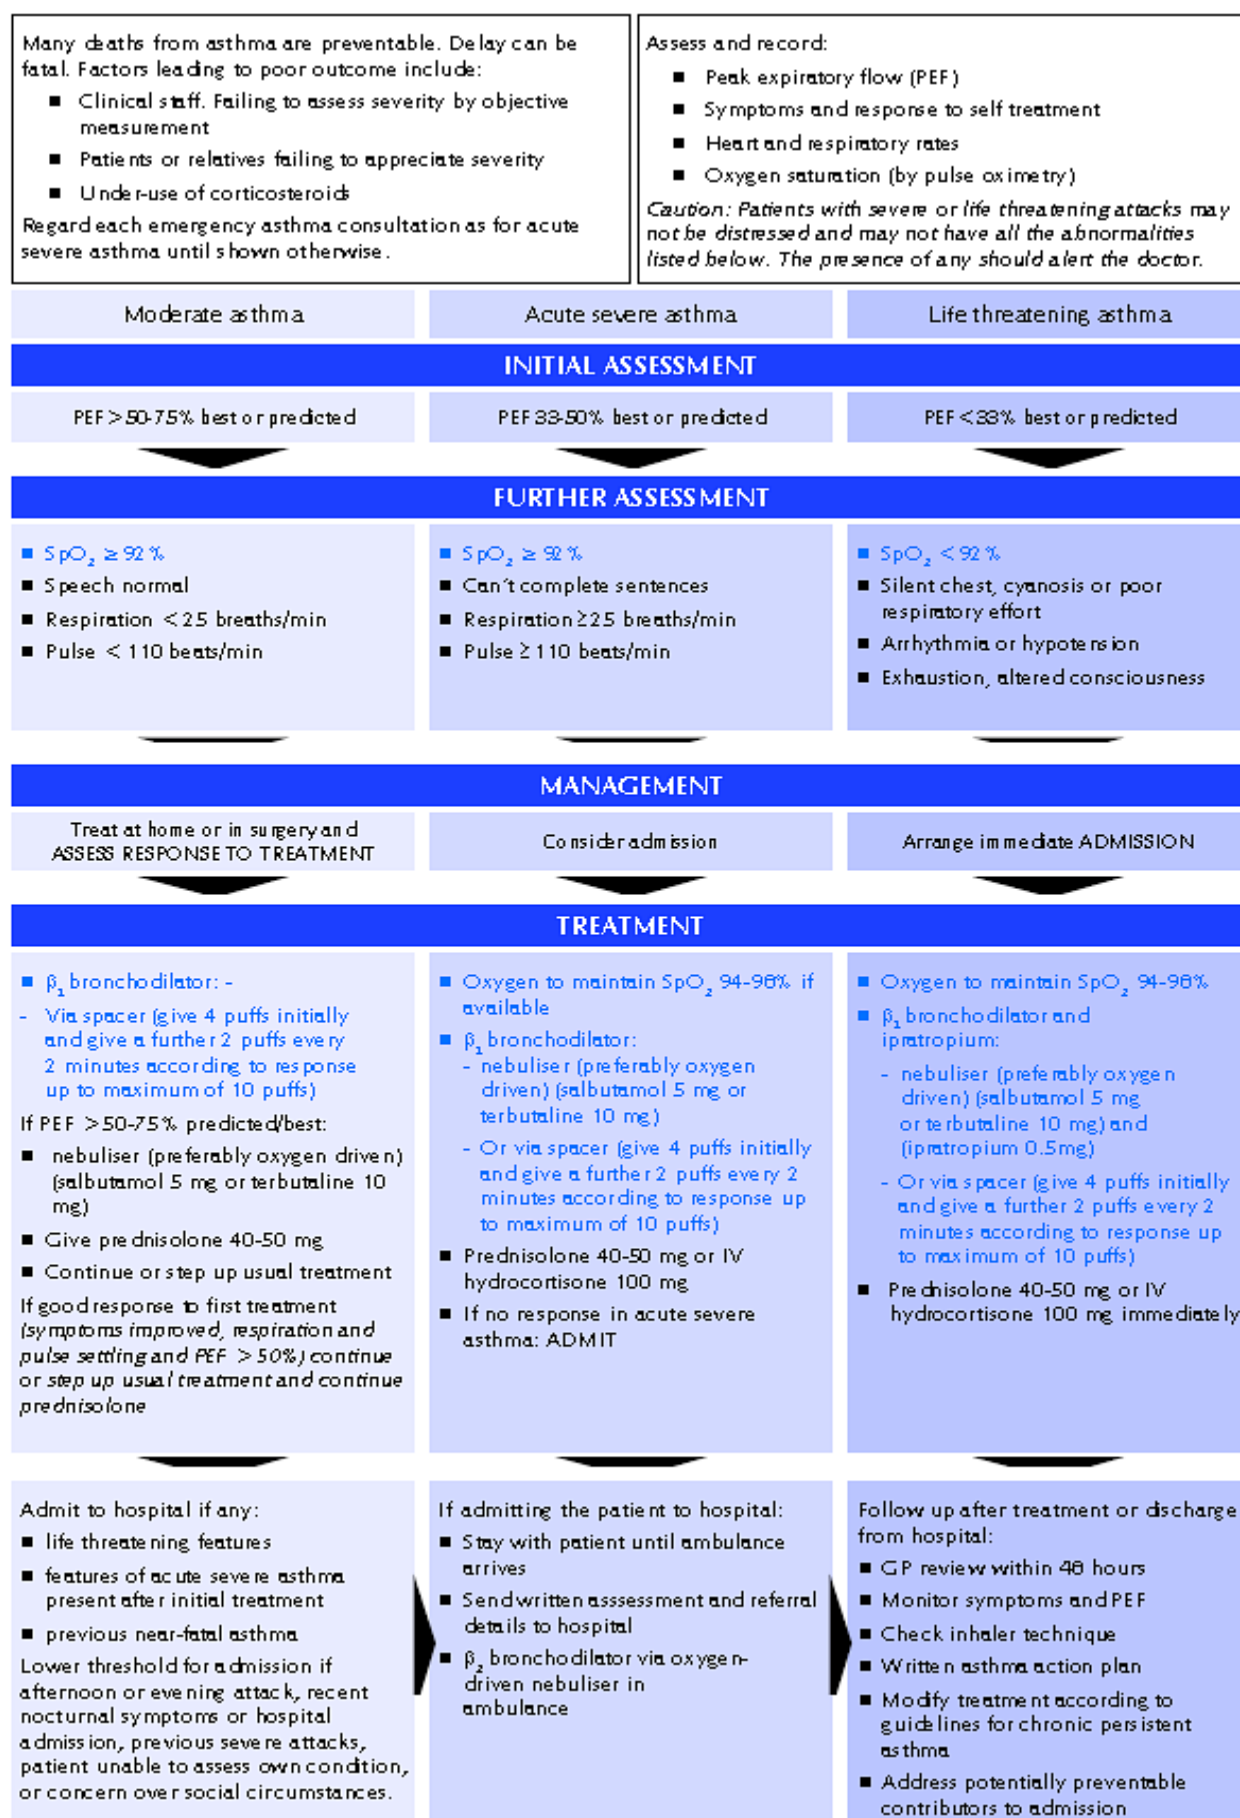 Many deaths from asthma are preventable. Delay can be
fatal. Factors leading to poor outcome include:
■ Clinical staff. Failing to assess severity by objective
measurement
■ Patients or relatives failing to appreciate severity
■ Under-use of corticosteroids
Regard each emergency asthma consultation as for acute
severe asthma until shown otherwise.
Assess and record:
■ Peak expiratory flow (PEF)
■ Symptoms and response to self treatment
■ Heart and respiratory rates
■ Oxygen saturation (by pulse oximetry)
Caution: Patients with severe or life threatening attacks may
not be distressed and may not have all the abnormalities
listed below. The presence of any should alert the doctor.
Moderate asthma
Acute severe asthma
Life threatening asthma
INITIAL ASSESSMENT
PEF >50-75% best or predicted
PEF 33-50% best or predicted
PEF <33% best or predicted
FURTHER ASSESSMENT
■ SpO₂ ≥ 92%
■ Speech normal
■ Respiration < 25 breaths/min
■ Pulse < 110 beats/min
■ SpO₂ ≥ 92%
■ Can't complete sentences
■ Respiration ≥25 breaths/min
■ Pulse ≥ 110 beats/min
■ SpO₂ < 92%
■ Silent chest, cyanosis or poor
respiratory effort
■ Arrhythmia or hypotension
■ Exhaustion, altered consciousness
MANAGEMENT
Treat at home or in surgery and
ASSESS RESPONSE TO TREATMENT
Consider admission
Arrange immediate ADMISSION
TREATMENT
■ β₂ bronchodilator: -
- Via spacer (give 4 puffs initially
and give a further 2 puffs every
2 minutes according to response
up to maximum of 10 puffs)
If PEF >50-75% predicted/best:
■ nebuliser (preferably oxygen driven)
(salbutamol 5 mg or terbutaline 10
mg)
■ Give prednisolone 40-50 mg
■ Continue or step up usual treatment
If good response to first treatment
(symptoms improved, respiration and
pulse settling and PEF >50%) continue
or step up usual treatment and continue
prednisolone
■ Oxygen to maintain SpO₂ 94-98% if
available
■ β₂ bronchodilator:
- nebuliser (preferably oxygen
driven) (salbutamol 5 mg or
terbutaline 10 mg)
- Or via spacer (give 4 puffs initially
and give a further 2 puffs every 2
minutes according to response up
to maximum of 10 puffs)
■ Prednisolone 40-50 mg or IV
hydrocortisone 100 mg
■ If no response in acute severe
asthma: ADMIT
■ Oxygen to maintain SpO₂ 94-98%
■ β₂ bronchodilator and
ipratropium:
- nebuliser (preferably oxygen
driven) (salbutamol 5 mg
or terbutaline 10 mg) and
(ipratropium 0.5mg)
- Or via spacer (give 4 puffs initially
and give a further 2 puffs every 2
minutes according to response up
to maximum of 10 puffs)
■ Prednisolone 40-50 mg or IV
hydrocortisone 100 mg immediately
Admit to hospital if any:
■ life threatening features
■ features of acute severe asthma
present after initial treatment
■ previous near-fatal asthma
Lower threshold for admission if
afternoon or evening attack, recent
nocturnal symptoms or hospital
admission, previous severe attacks,
patient unable to assess own condition,
or concern over social circumstances.
If admitting the patient to hospital:
■ Stay with patient until ambulance
arrives
■ Send written asssessment and referral
details to hospital
■ β₂ bronchodilator via oxygen-
driven nebuliser in
ambulance
Follow up after treatment or discharge
from hospital:
■ GP review within 48 hours
■ Monitor symptoms and PEF
■ Check inhaler technique
■ Written asthma action plan
■ Modify treatment according to
guidelines for chronic persistent
asthma
■ Address potentially preventable
contributors to admission